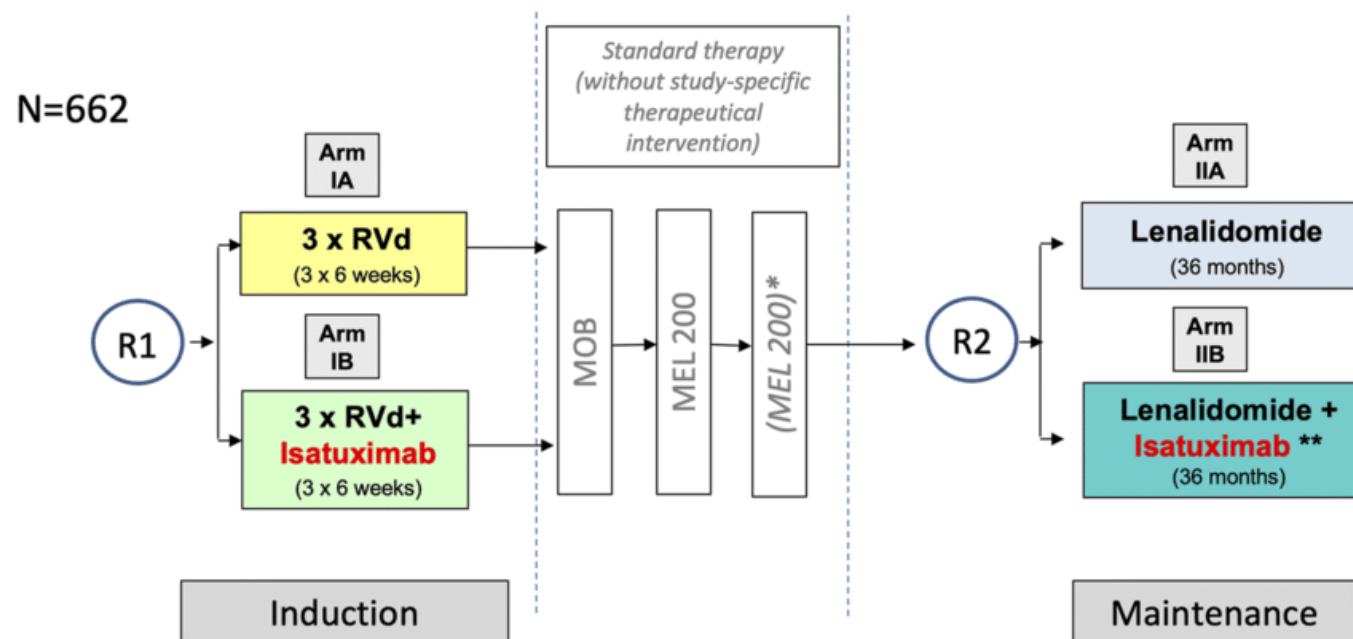 N=662
Standard therapy
(without study-specific
therapeutical
intervention)
Arm
IA
3 x RVd
(3 x 6 weeks)
R1
Arm
IB
3 x RVd+
Isatuximab
(3 x 6 weeks)
MOB
MEL 200
(MEL 200)*
R2
Arm
IIA
Lenalidomide
(36 months)
Arm
IIB
Lenalidomide +
Isatuximab **
(36 months)
Induction
Maintenance